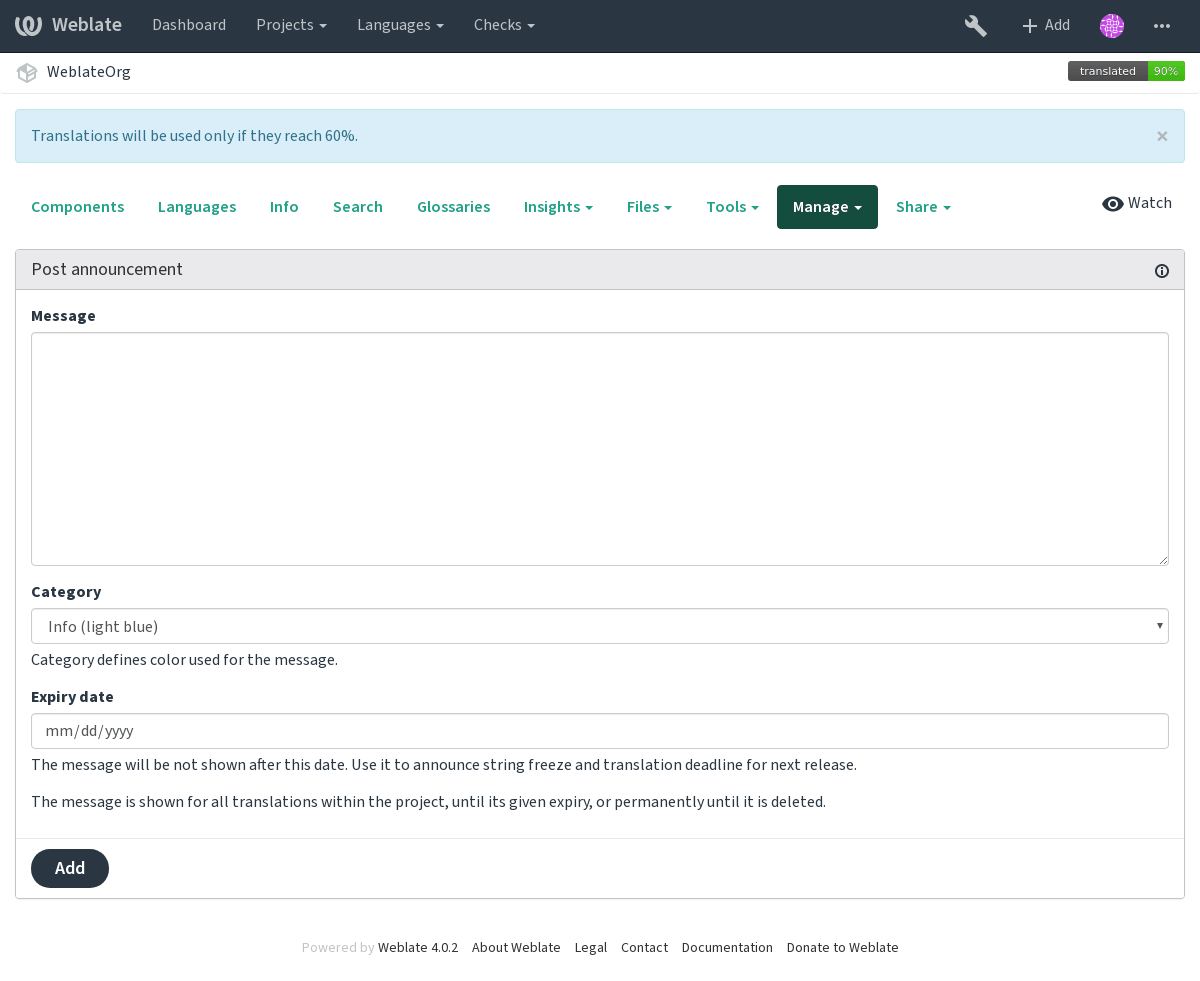 Weblate Dashboard Projects Languages Checks Add
WeblateOrg translated 90%
Translations will be used only if they reach 60%. ×
Components Languages Info Search Glossaries Insights Files Tools Manage Share Watch
Post announcement
Message
Category
Info (light blue)
Category defines color used for the message.
Expiry date
mm/dd/yyyy
The message will be not shown after this date. Use it to announce string freeze and translation deadline for next release.
The message is shown for all translations within the project, until its given expiry, or permanently until it is deleted.
Add
Powered by Weblate 4.0.2 About Weblate Legal Contact Documentation Donate to Weblate